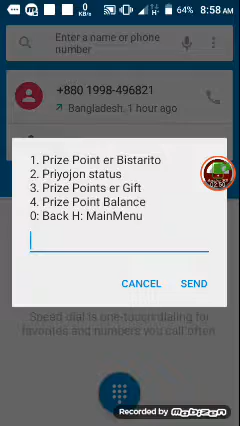 0
KB/s
64% 8:58 AM
Enter a name or phone
number
+880 1998-496821
Bangladesh. 1 hour ago
1. Prize Point er Bistarito
2. Priyojon status
3. Prize Points er Gift
4. Prize Point Balance
0: Back H: MainMenu
CANCEL SEND
Speed dial is one-touch dialing for
favorites and numbers you call often
Recorded by Mobizen